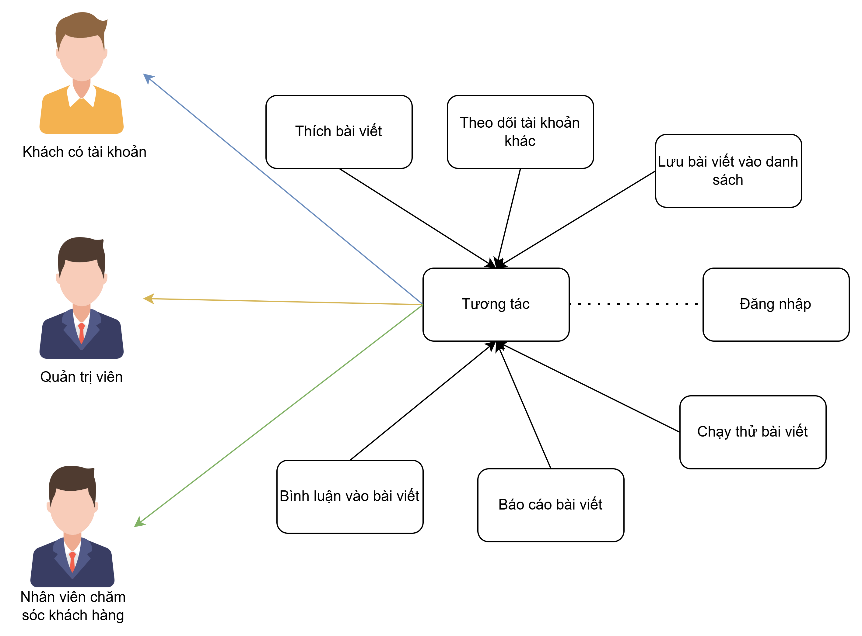 Khách có tài khoản
Thích bài viết
Theo dõi tài khoản
khác
Lưu bài viết vào danh
sách
Tương tác
Đăng nhập
Quản trị viên
Chạy thử bài viết
Bình luận vào bài viết
Báo cáo bài viết
Nhân viên chăm
sóc khách hàng